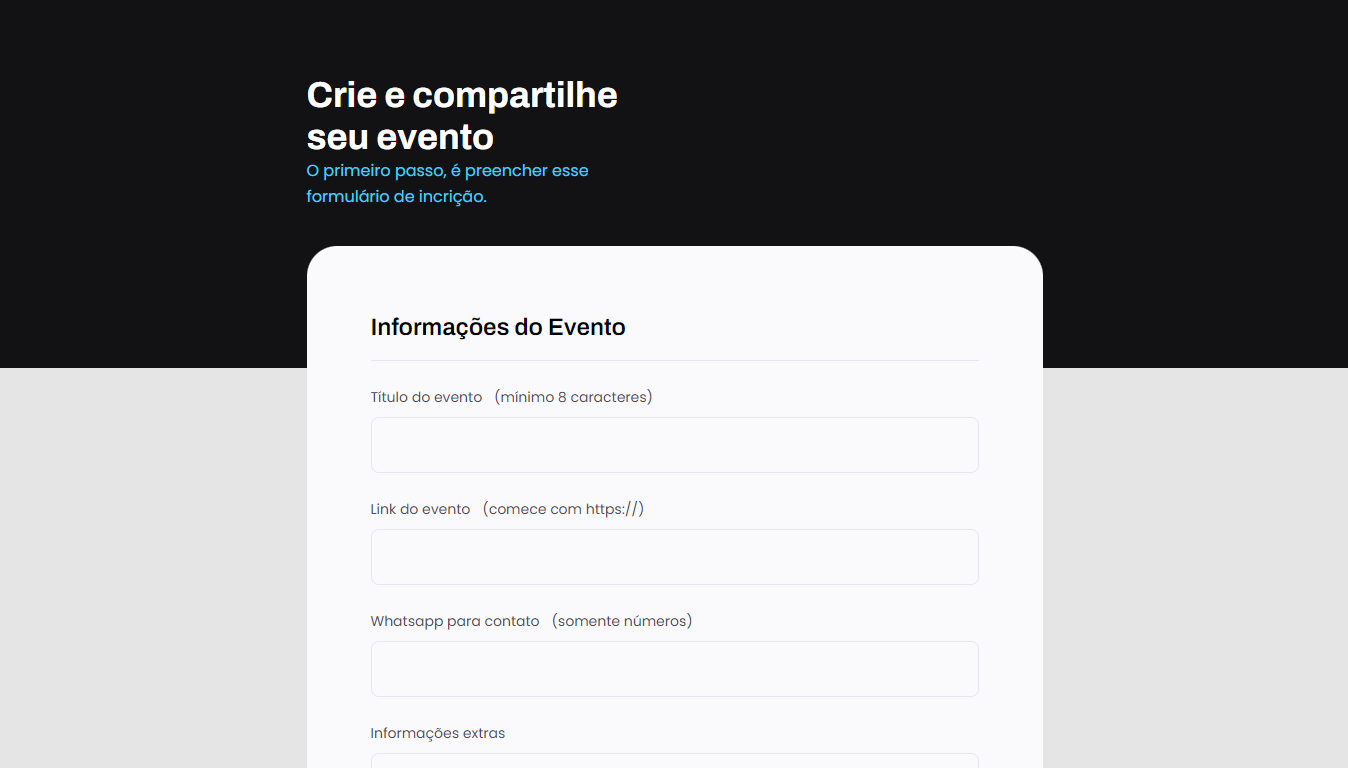 Crie e compartilhe
seu evento
O primeiro passo, é preencher esse
formulário de incrição.
Informações do Evento
Título do evento (mínimo 8 caracteres)
Link do evento (comece com https://)
Whatsapp para contato (somente números)
Informações extras